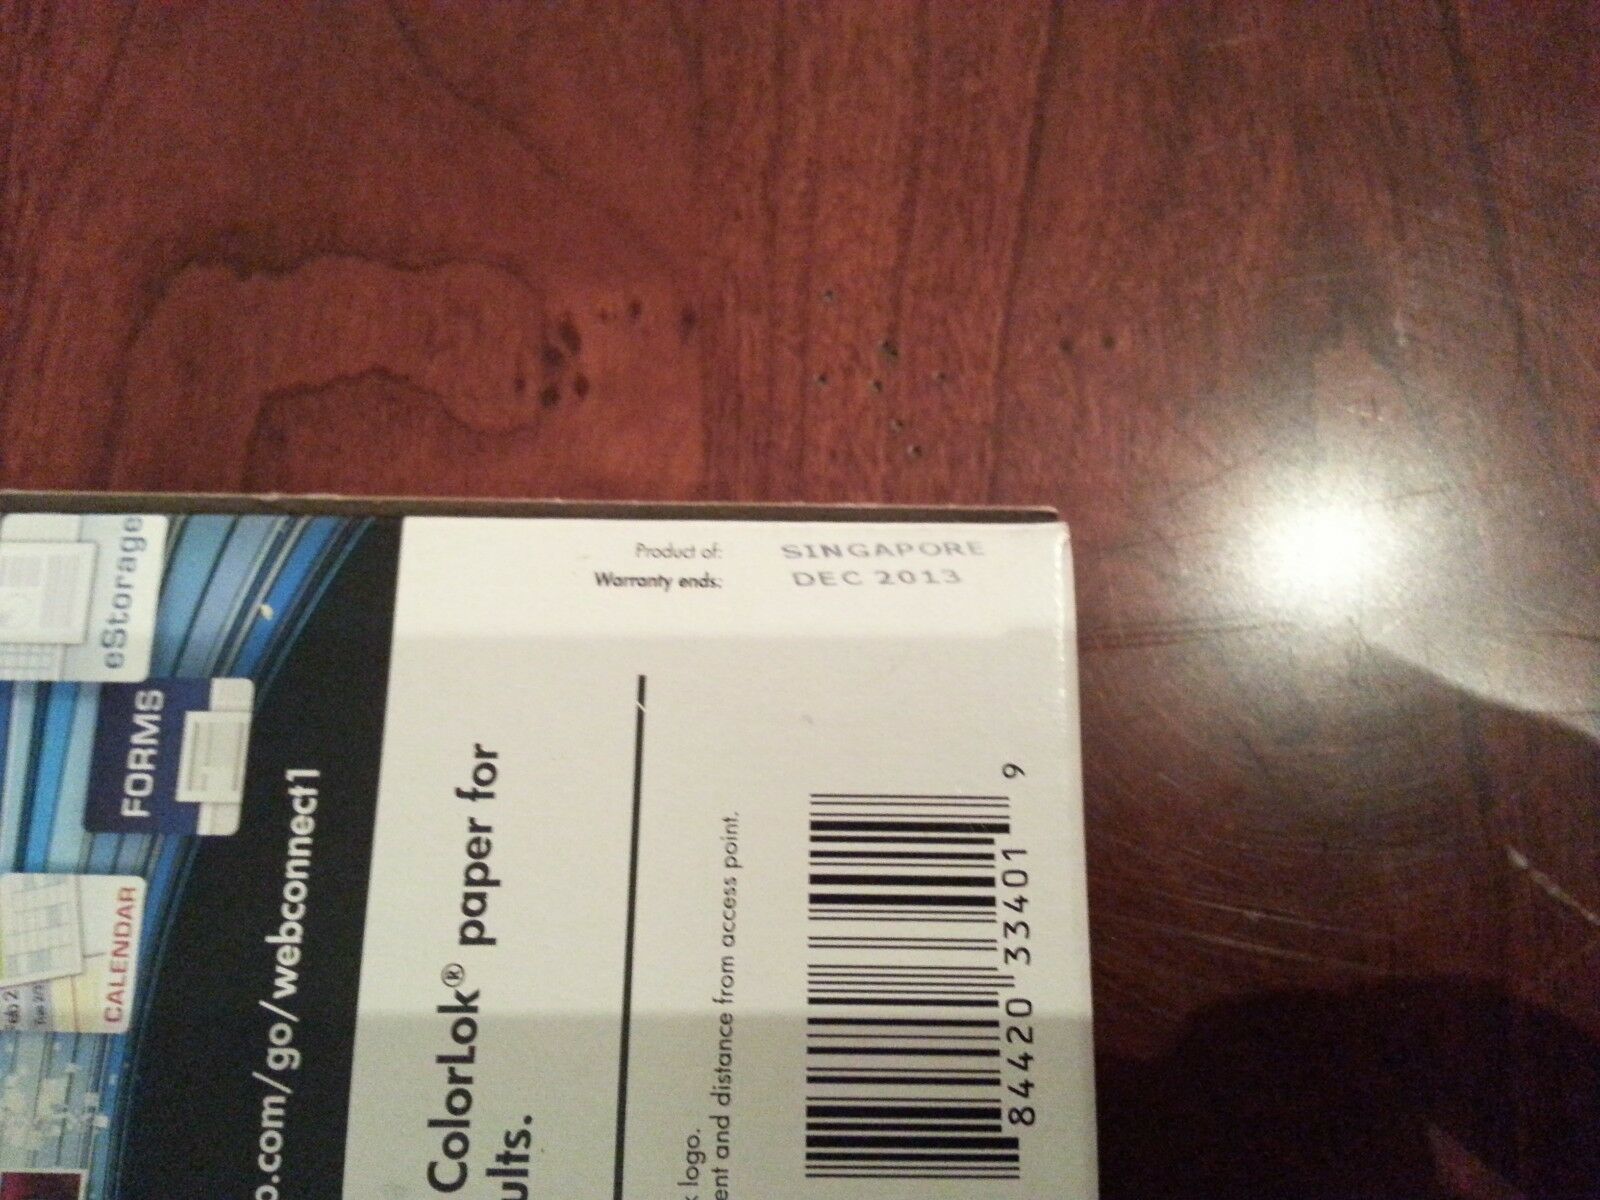 Product of: SINGAPORE
Warranty ends: DEC 2013
eStorage
FORMS
CALENDAR
.com/go/webconnect1
ColorLok® paper for
ults.
logo.
ent and distance from access point.
84420 33401 9